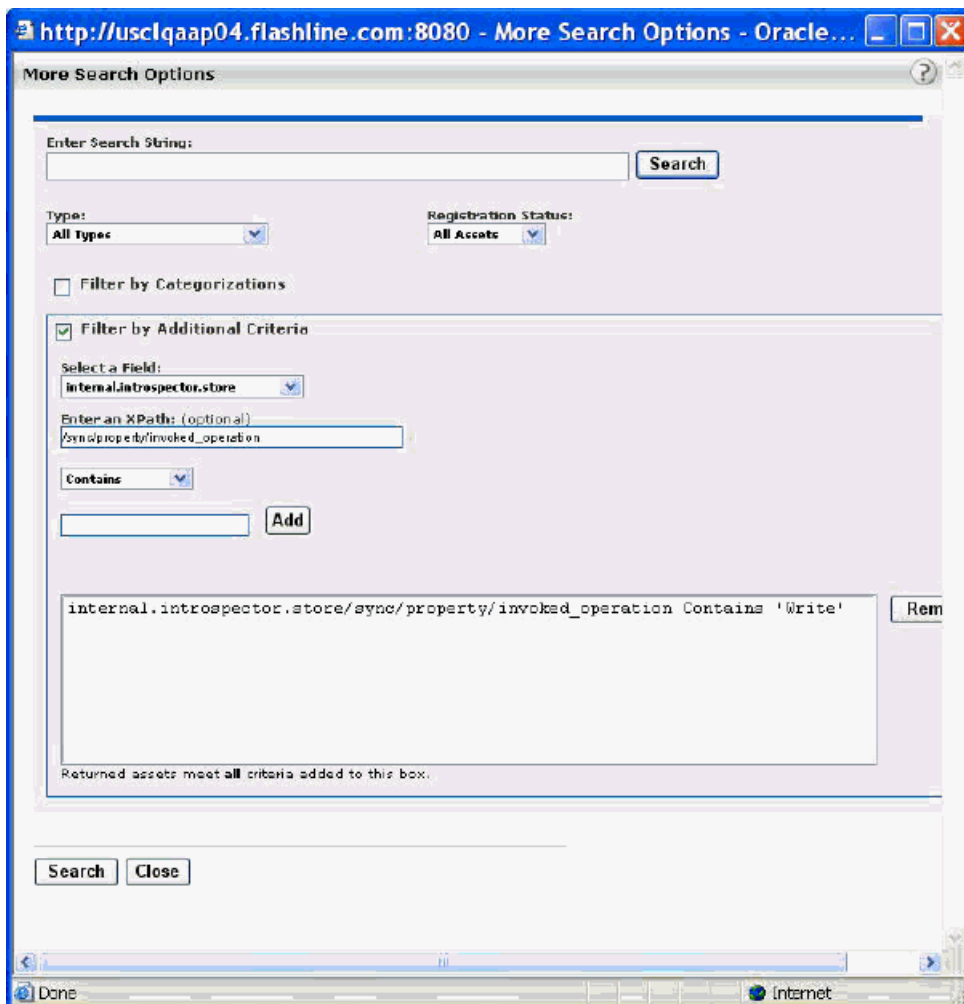 http://usclqaap04.flashline.com:8080 - More Search Options - Oracle...
More Search Options
?
Enter Search String:
Search
Type:
Registration Status:
All Types
All Assets
Filter by Categorizations
Filter by Additional Criteria
Select a Field:
internal.introspector.store
Enter an XPath: (optional)
/sync/property/invoked_operation
Contains
Add
internal.introspector.store/sync/property/invoked_operation Contains 'Write'
Rem
Returned assets meet all criteria added to this box.
Search
Close
Done
Internet